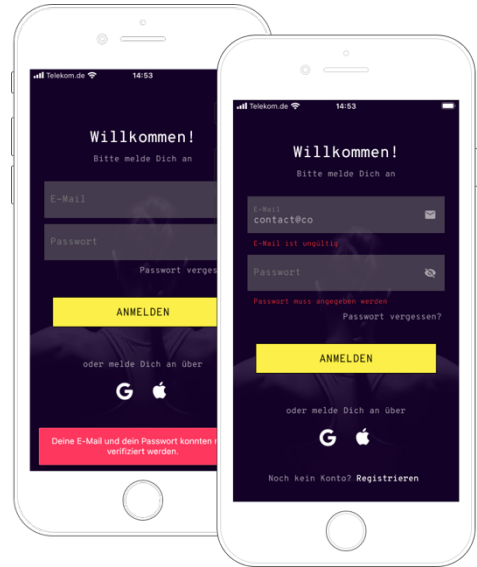 Telekom.de
14:53
Willkommen!
Bitte melde Dich an
E-Mail
Passwort
Passwort verges
ANMELDEN
oder melde Dich an über
G
Deine E-Mail und dein Passwort konnten
verifiziert werden.
Telekom.de
14:53
Willkommen!
Bitte melde Dich an
E-Mail
contact@co
E-Mail ist ungültig
Passwort
Passwort muss angegeben werden
Passwort vergessen?
ANMELDEN
oder melde Dich an über
G
Noch kein Konto? Registrieren